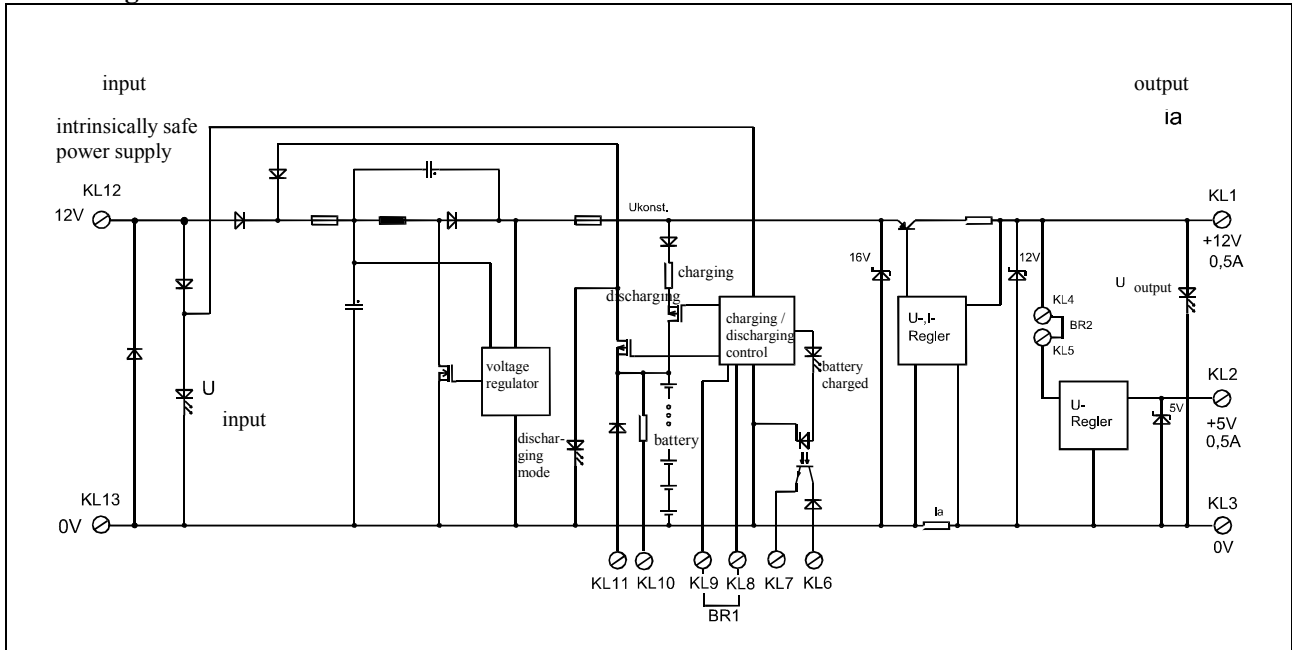 input
output
intrinsically safe
power supply
ia
KL12
12V
KL1
+12V
0,5A
Ukonst.
charging
discharging
16V
12V
U output
charging /
discharging
control
U-,I-
Regler
KL4
BR2
KL5
voltage
regulator
battery
charged
U
input
U-
Regler
5V
KL2
+5V
0,5A
dischar-
ging
mode
battery
KL13
0V
Ia
KL3
0V
KL11
KL10
KL9
KL8
KL7
KL6
BR1